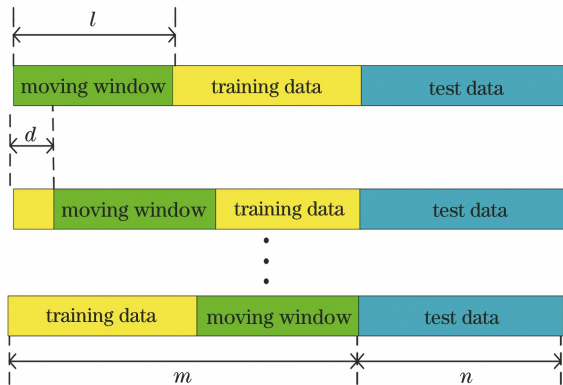 l
moving window training data test data
d
moving window training data test data
training data moving window test data
m n